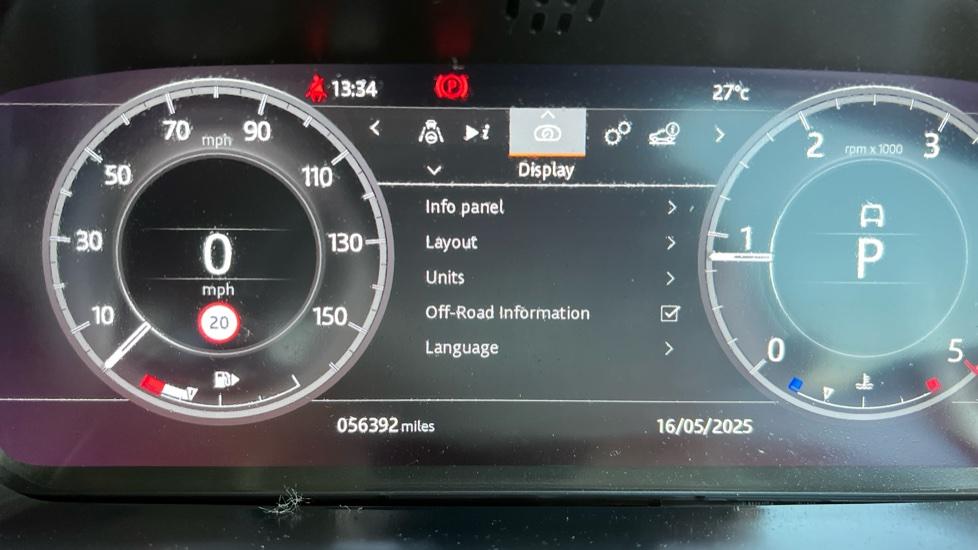 13:34
27°c
70 mph 90
50 110
30 130
10 150
0
mph
20
Display
Info panel
Layout
Units
Off-Road Information
Language
2 rpm x 1000 3
1
P
0 5
056392 miles
16/05/2025